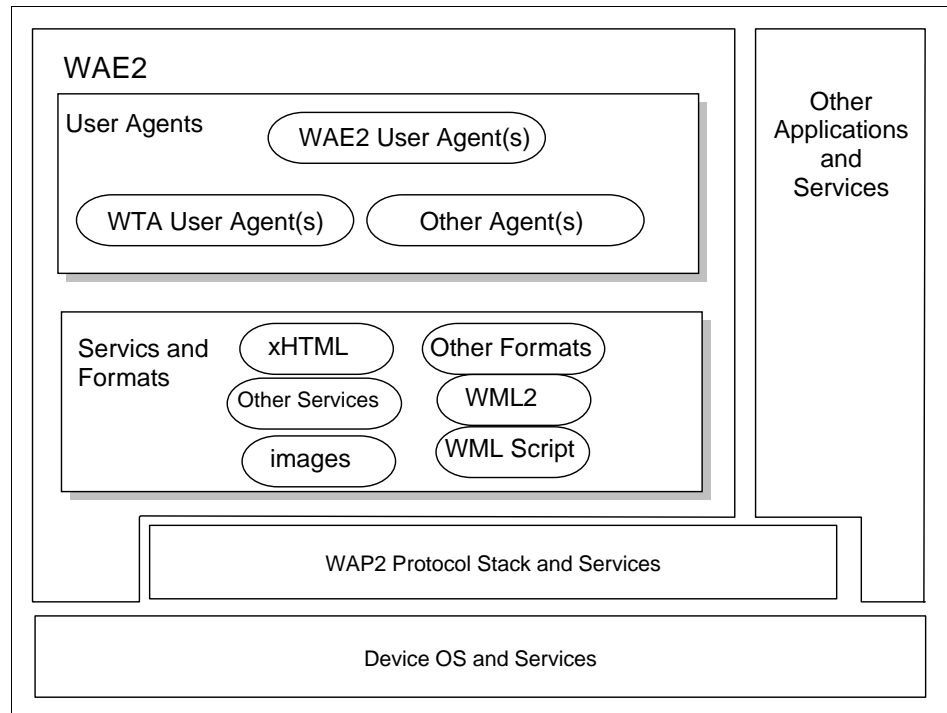 WAE2
User Agents
WAE2 User Agent(s)
WTA User Agent(s)
Other Agent(s)
Servics and
Formats
xHTML
Other Formats
Other Services
WML2
images
WML Script
Other
Applications
and
Services
WAP2 Protocol Stack and Services
Device OS and Services